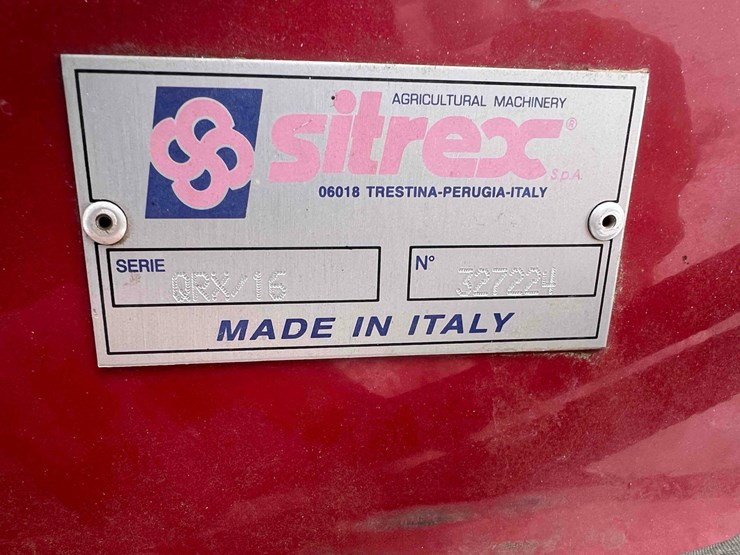 AGRICULTURAL MACHINERY
sitrex® S.p.A.
06018 TRESTINA-PERUGIA-ITALY
SERIE QRX/16 N° 327224
MADE IN ITALY